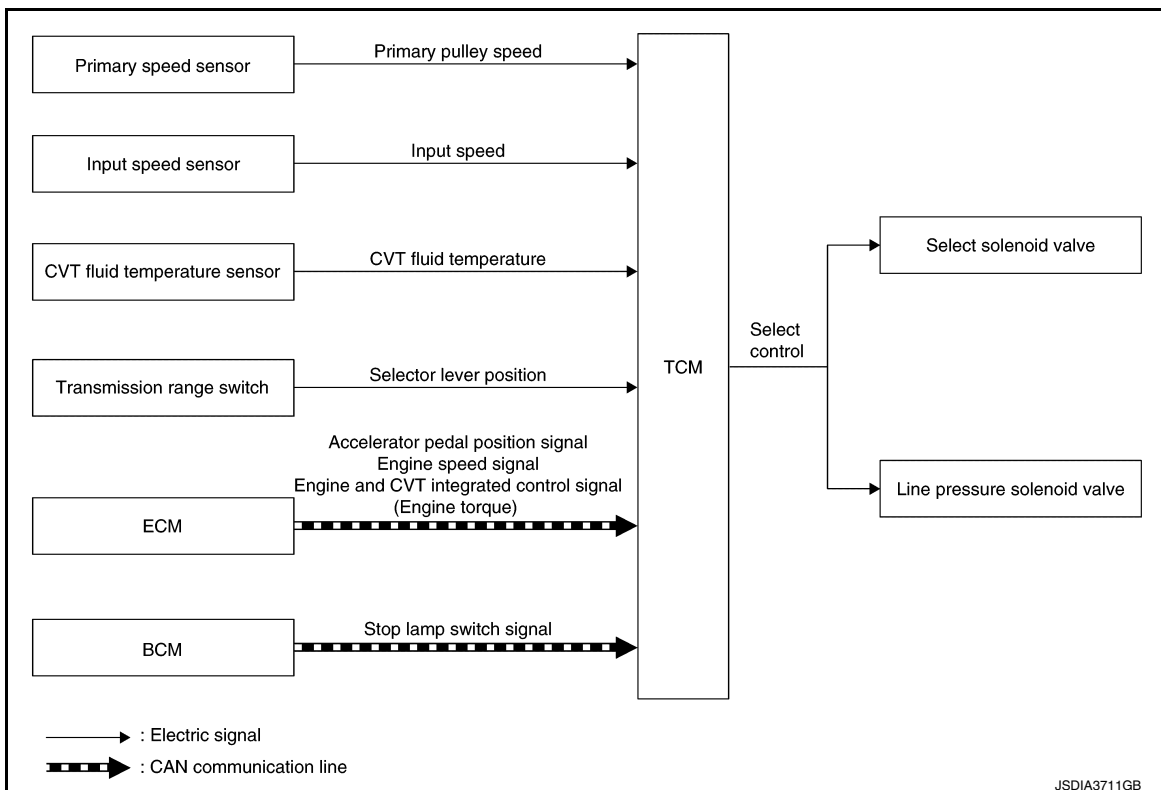 Primary speed sensor
Primary pulley speed
Input speed sensor
Input speed
CVT fluid temperature sensor
CVT fluid temperature
Transmission range switch
Selector lever position
ECM
Accelerator pedal position signal
Engine speed signal
Engine and CVT integrated control signal
(Engine torque)
BCM
Stop lamp switch signal
TCM
Select
control
Select solenoid valve
Line pressure solenoid valve
: Electric signal
: CAN communication line
JSDIA3711GB